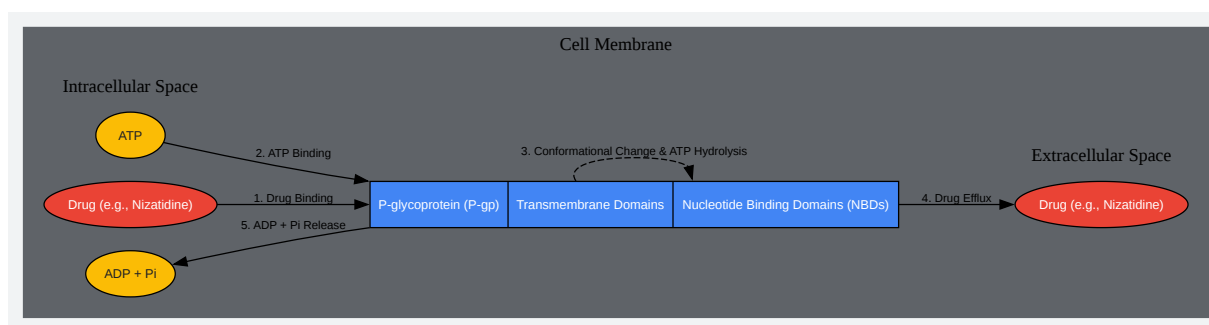 Cell Membrane
Intracellular Space
ATP
2. ATP Binding
3. Conformational Change & ATP Hydrolysis
Extracellular Space
Drug (e.g., Nizatidine)
1. Drug Binding
P-glycoprotein (P-gp)
Transmembrane Domains
Nucleotide Binding Domains (NBDs)
4. Drug Efflux
Drug (e.g., Nizatidine)
5. ADP + Pi Release
ADP + Pi